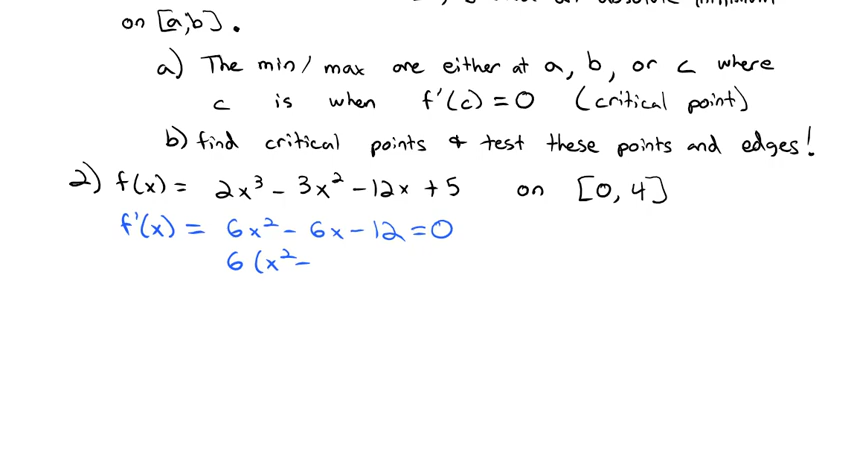 on [a,b].
a) The min/max are either at a, b, or c where
c is when f'(c)=0 (critical point)
b) find critical points & test these points and edges!
2) f(x) = 2x³ - 3x² - 12x + 5 on [0, 4]
f'(x) = 6x² - 6x - 12 = 0
6(x² -